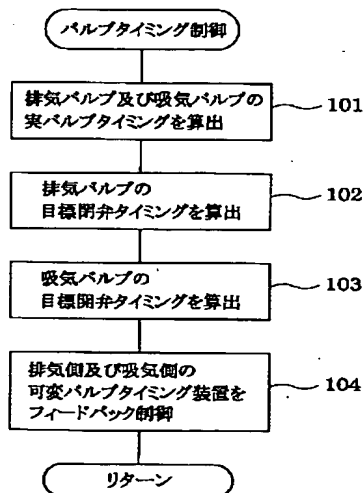 バルブタイミング制御
排気バルブ及び吸気バルブの
実バルブタイミングを算出
101
排気バルブの
目標閉弁タイミングを算出
102
吸気バルブの
目標開弁タイミングを算出
103
排気側及び吸気側の
可変バルブタイミング装置を
フィードバック制御
104
リターン